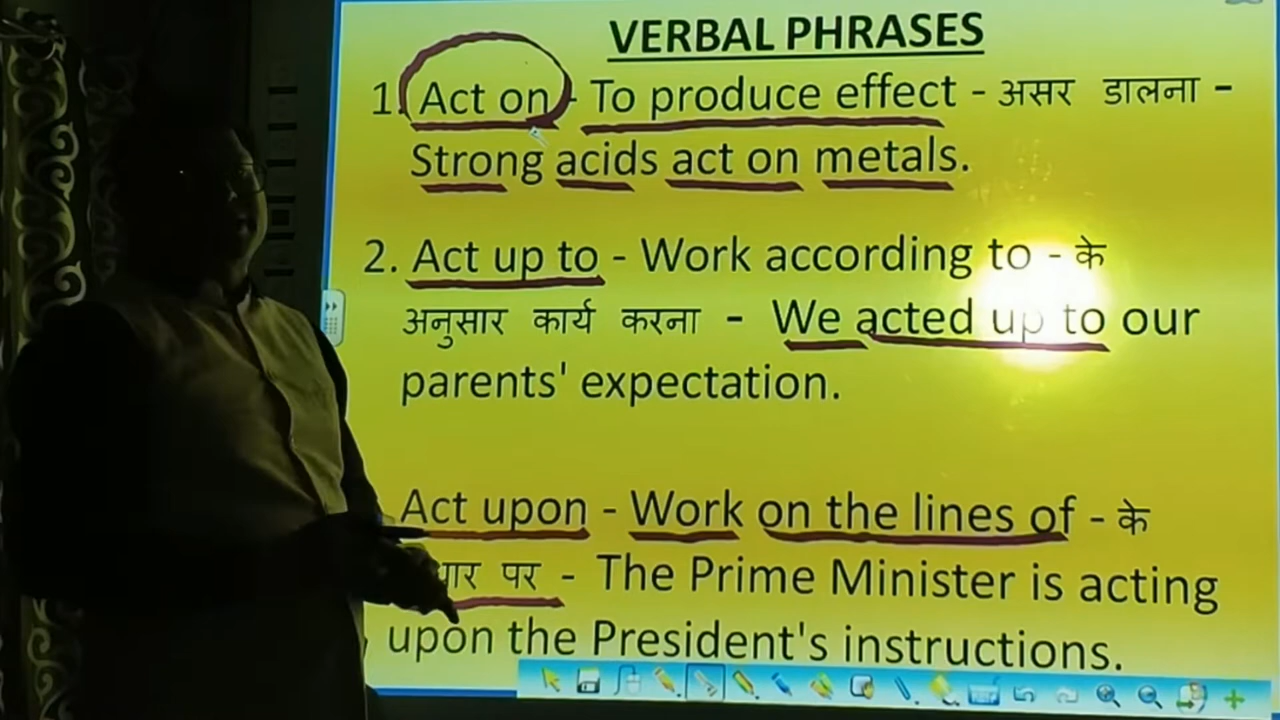 VERBAL PHRASES
1. Act on - To produce effect - असर डालना -
Strong acids act on metals.
2. Act up to - Work according to - के
अनुसार कार्य करना - We acted up to our
parents' expectation.
Act upon - Work on the lines of - के
पर - The Prime Minister is acting
upon the President's instructions.